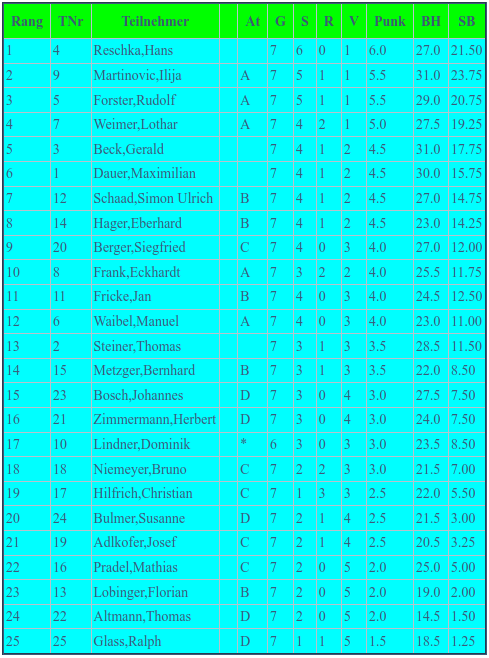 Rang TNr Teilnehmer At G S R V Punk BH SB
1 4 Reschka,Hans 7 6 0 1 6.0 27.0 21.50
2 9 Martinovic,Ilija A 7 5 1 1 5.5 31.0 23.75
3 5 Forster,Rudolf A 7 5 1 1 5.5 29.0 20.75
4 7 Weimer,Lothar A 7 4 2 1 5.0 27.5 19.25
5 3 Beck,Gerald 7 4 1 2 4.5 31.0 17.75
6 1 Dauer,Maximilian 7 4 1 2 4.5 30.0 15.75
7 12 Schaad,Simon Ulrich B 7 4 1 2 4.5 27.0 14.75
8 14 Hager,Eberhard B 7 4 1 2 4.5 23.0 14.25
9 20 Berger,Siegfried C 7 4 0 3 4.0 27.0 12.00
10 8 Frank,Eckhardt A 7 3 2 2 4.0 25.5 11.75
11 11 Fricke,Jan B 7 4 0 3 4.0 24.5 12.50
12 6 Waibel,Manuel A 7 4 0 3 4.0 23.0 11.00
13 2 Steiner,Thomas 7 3 1 3 3.5 28.5 11.50
14 15 Metzger,Bernhard B 7 3 1 3 3.5 22.0 8.50
15 23 Bosch,Johannes D 7 3 0 4 3.0 27.5 7.50
16 21 Zimmermann,Herbert D 7 3 0 4 3.0 24.0 7.50
17 10 Lindner,Dominik * 6 3 0 3 3.0 23.5 8.50
18 18 Niemeyer,Bruno C 7 2 2 3 3.0 21.5 7.00
19 17 Hilfrich,Christian C 7 1 3 3 2.5 22.0 5.50
20 24 Bulmer,Susanne D 7 2 1 4 2.5 21.5 3.00
21 19 Adlkofer,Josef C 7 2 1 4 2.5 20.5 3.25
22 16 Pradel,Mathias C 7 2 0 5 2.0 25.0 5.00
23 13 Lobinger,Florian B 7 2 0 5 2.0 19.0 2.00
24 22 Altmann,Thomas D 7 2 0 5 2.0 14.5 1.50
25 25 Glass,Ralph D 7 1 1 5 1.5 18.5 1.25